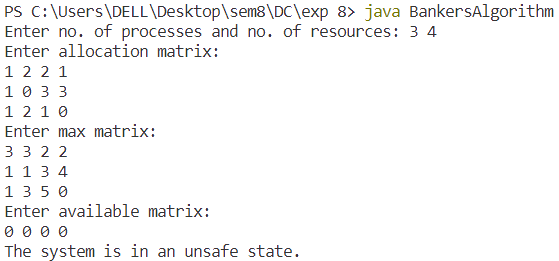 PS C:\Users\DELL\Desktop\sem8\DC\exp 8> java BankersAlgorithm
Enter no. of processes and no. of resources: 3 4
Enter allocation matrix:
1 2 2 1
1 0 3 3
1 2 1 0
Enter max matrix:
3 3 2 2
1 1 3 4
1 3 5 0
Enter available matrix:
0 0 0 0
The system is in an unsafe state.